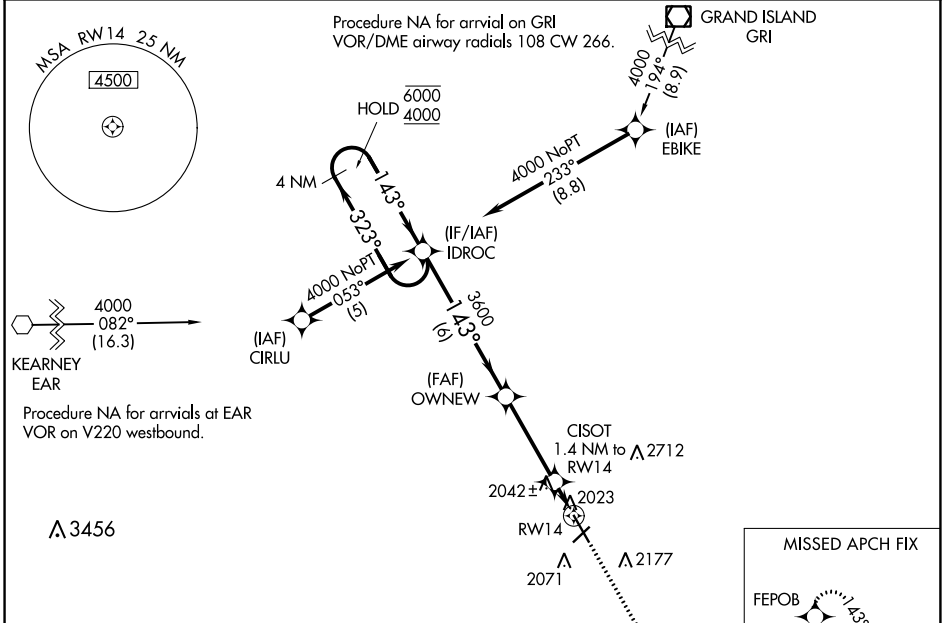 MSA RW14 25 NM
4500
Procedure NA for arrvial on GRI
VOR/DME airway radials 108 CW 266.
GRAND ISLAND
GRI
4000
194°
(8.9)
(IAF)
EBIKE
4000 NoPT
233°
(8.8)
HOLD 6000
4000
4 NM
143°
323°
(IF/IAF)
IDROC
4000 NoPT
053°
(5)
(IAF)
CIRLU
4000
082°
(16.3)
KEARNEY
EAR
Procedure NA for arrvials at EAR
VOR on V220 westbound.
3600
143°
(6)
(FAF)
OWNEW
CISOT
1.4 NM to
RW14
2712
2042±
2023
RW14
2071
2177
3456
MISSED APCH FIX
FEPOB
143°